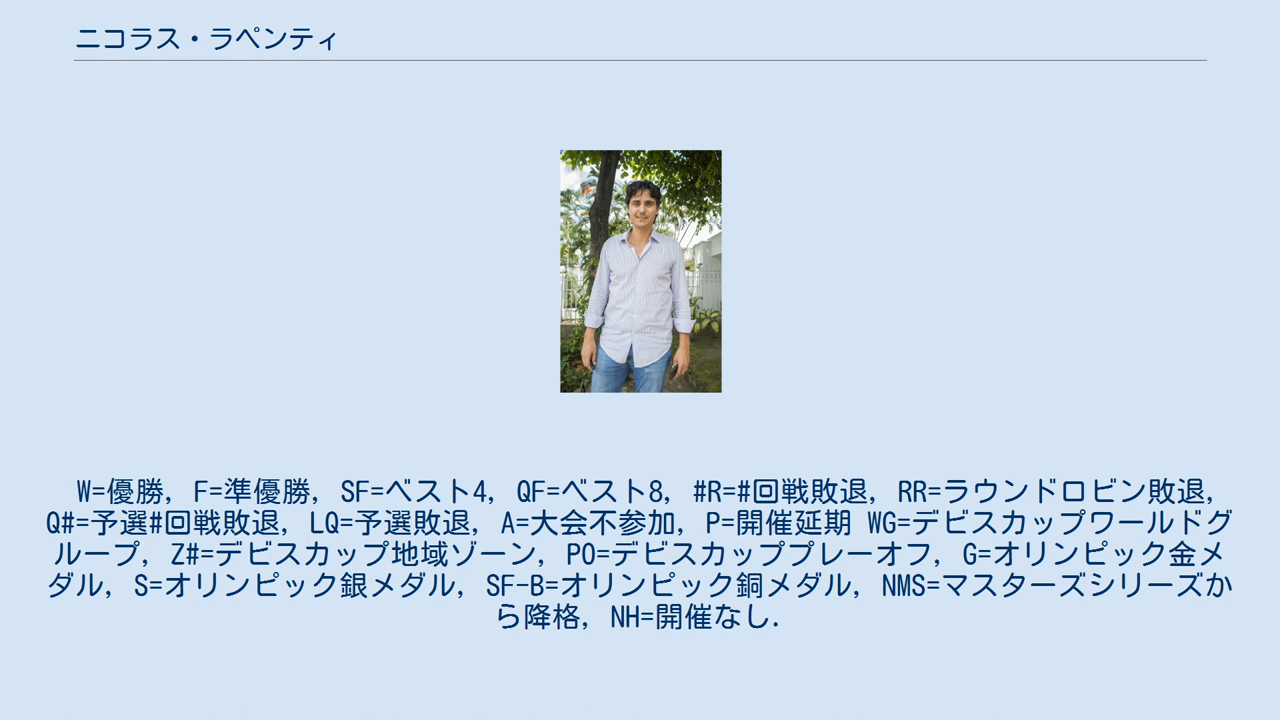 ニコラス・ラペンティ
W=優勝, F=準優勝, SF=ベスト4, QF=ベスト8, #R=#回戦敗退, RR=ラウンドロビン敗退,
Q#=予選#回戦敗退, LQ=予選敗退, A=大会不参加, P=開催延期 WG=デビスカップワールドグ
ループ, Z#=デビスカップ地域ゾーン, PO=デビスカッププレーオフ, G=オリンピック金メ
ダル, S=オリンピック銀メダル, SF-B=オリンピック銅メダル, NMS=マスターズシリーズか
ら降格, NH=開催なし.